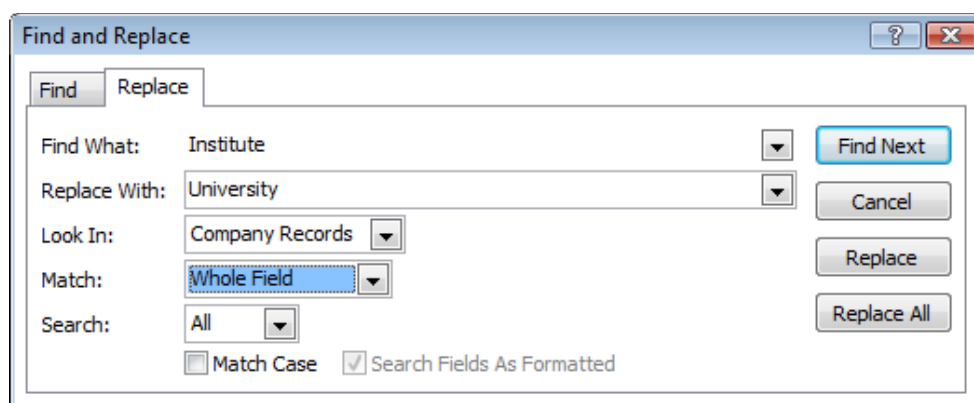 Find and Replace
Find Replace
Find What: Institute Find Next
Replace With: University Cancel
Look In: Company Records
Match: Whole Field Replace
Search: All Replace All
Match Case Search Fields As Formatted